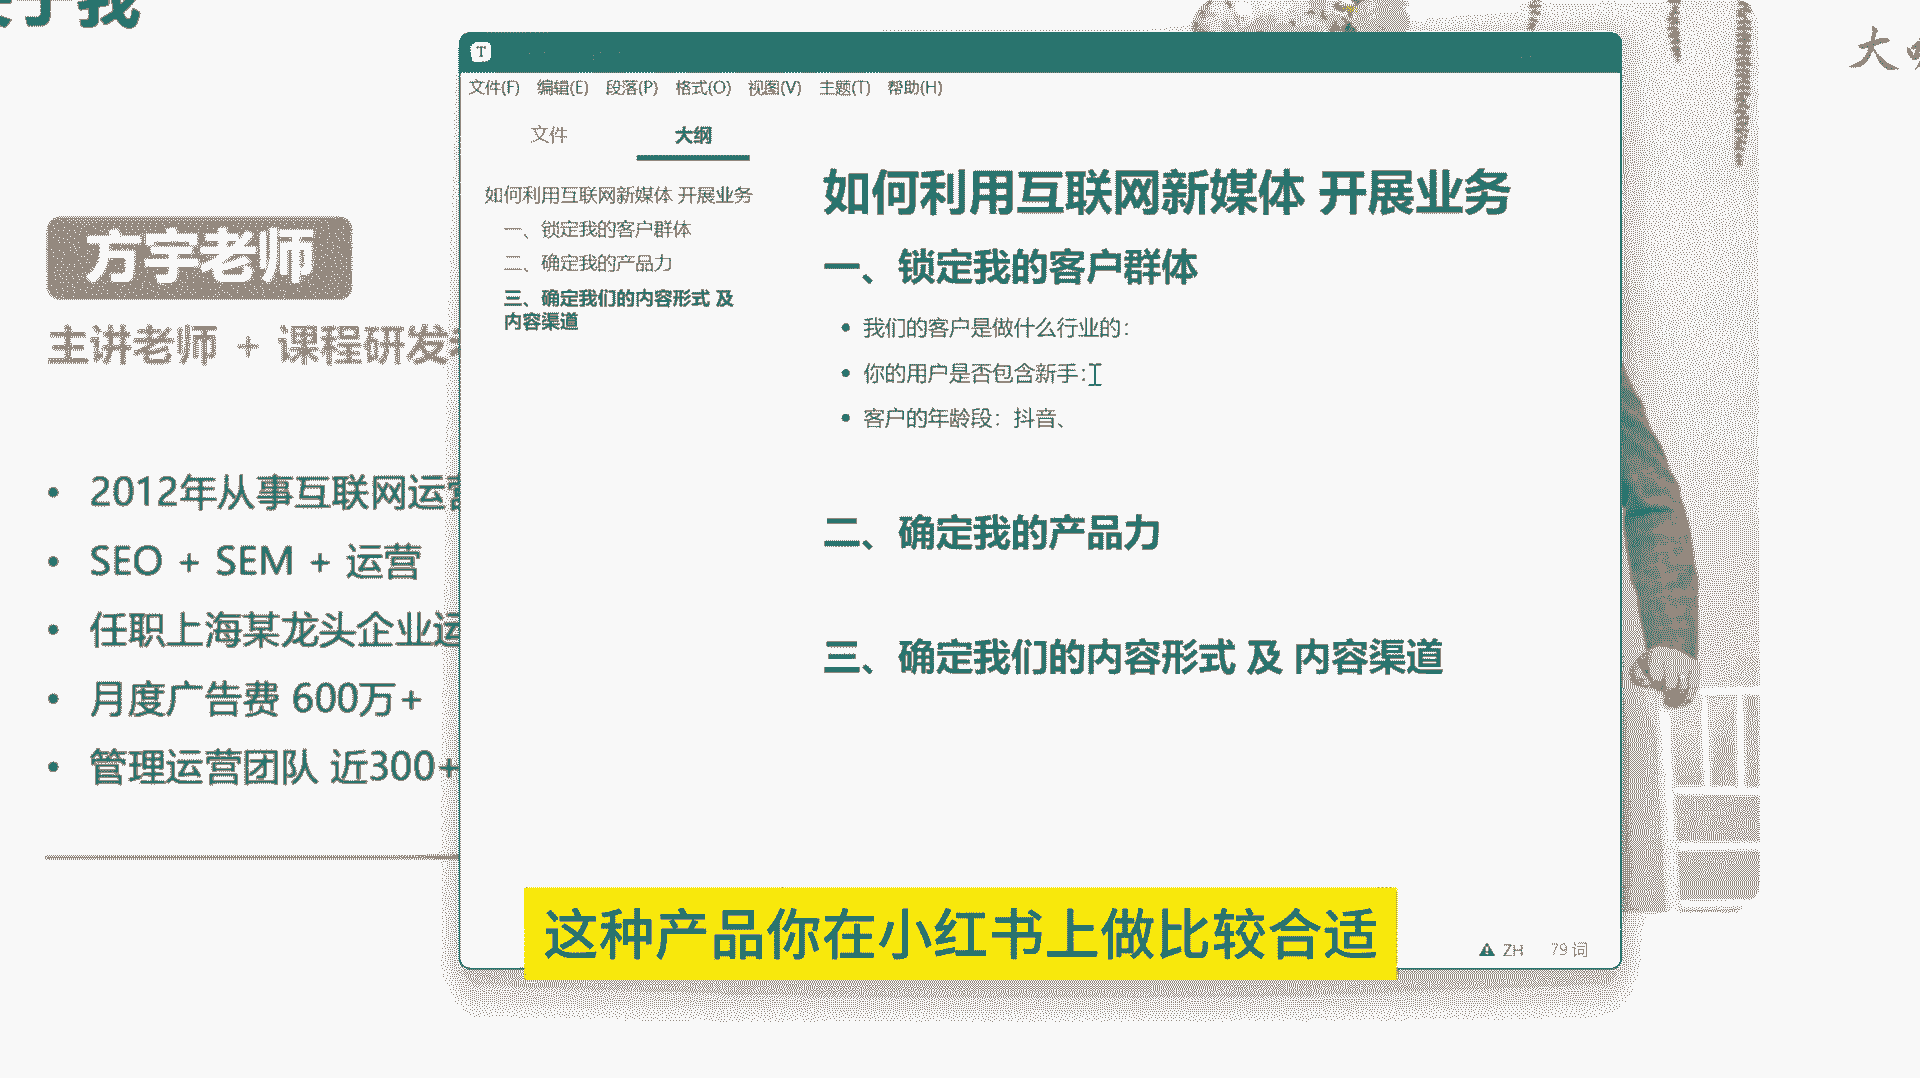 我
大
T
文件(F) 编辑(E) 段落(P) 格式(O) 视图(V) 主题(T) 帮助(H)
文件 大纲
如何利用互联网新媒体 开展业务
一、锁定我的客户群体
二、确定我的产品力
三、确定我们的内容形式 及
内容渠道
如何利用互联网新媒体 开展业务
一、锁定我的客户群体
• 我们的客户是做什么行业的：
• 你的用户是否包含新手：
• 客户的年龄段：抖音、
二、确定我的产品力
三、确定我们的内容形式 及 内容渠道
ZH 79 词
方宇老师
主讲老师 + 课程研发
• 2012年从事互联网运营
• SEO + SEM + 运营
• 任职上海某龙头企业运
• 月度广告费 600万+
• 管理运营团队 近300+
这种产品你在小红书上做比较合适